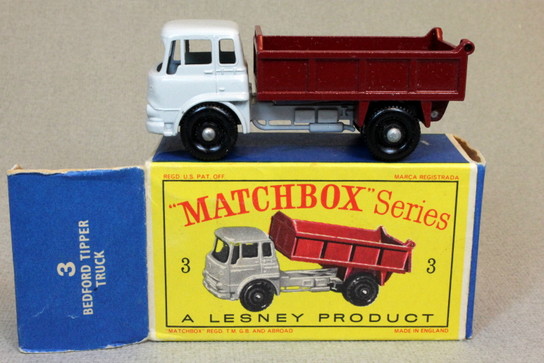 REGD. U.S. PAT. OFF. MARCA REGISTRADA
"MATCHBOX" Series
3 3
A LESNEY PRODUCT
"MATCHBOX" REGD. T.M. G.B. AND ABROAD MADE IN ENGLAND
3
BEDFORD TIPPER
TRUCK